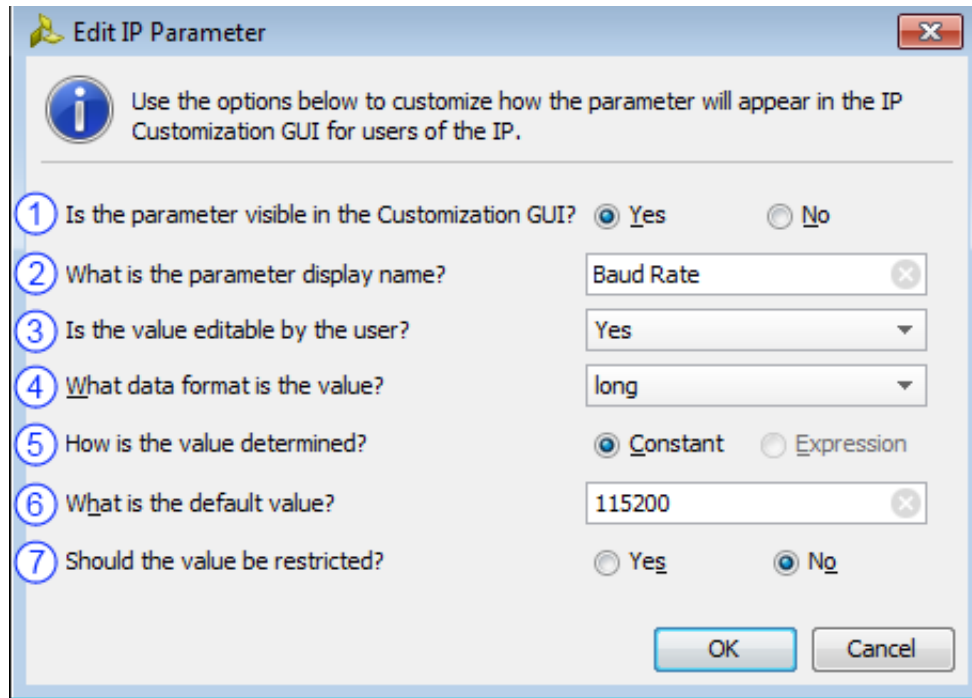 Edit IP Parameter
Use the options below to customize how the parameter will appear in the IP
Customization GUI for users of the IP.
1 Is the parameter visible in the Customization GUI? Yes No
2 What is the parameter display name? Baud Rate
3 Is the value editable by the user? Yes
4 What data format is the value? long
5 How is the value determined? Constant Expression
6 What is the default value? 115200
7 Should the value be restricted? Yes No
OK Cancel